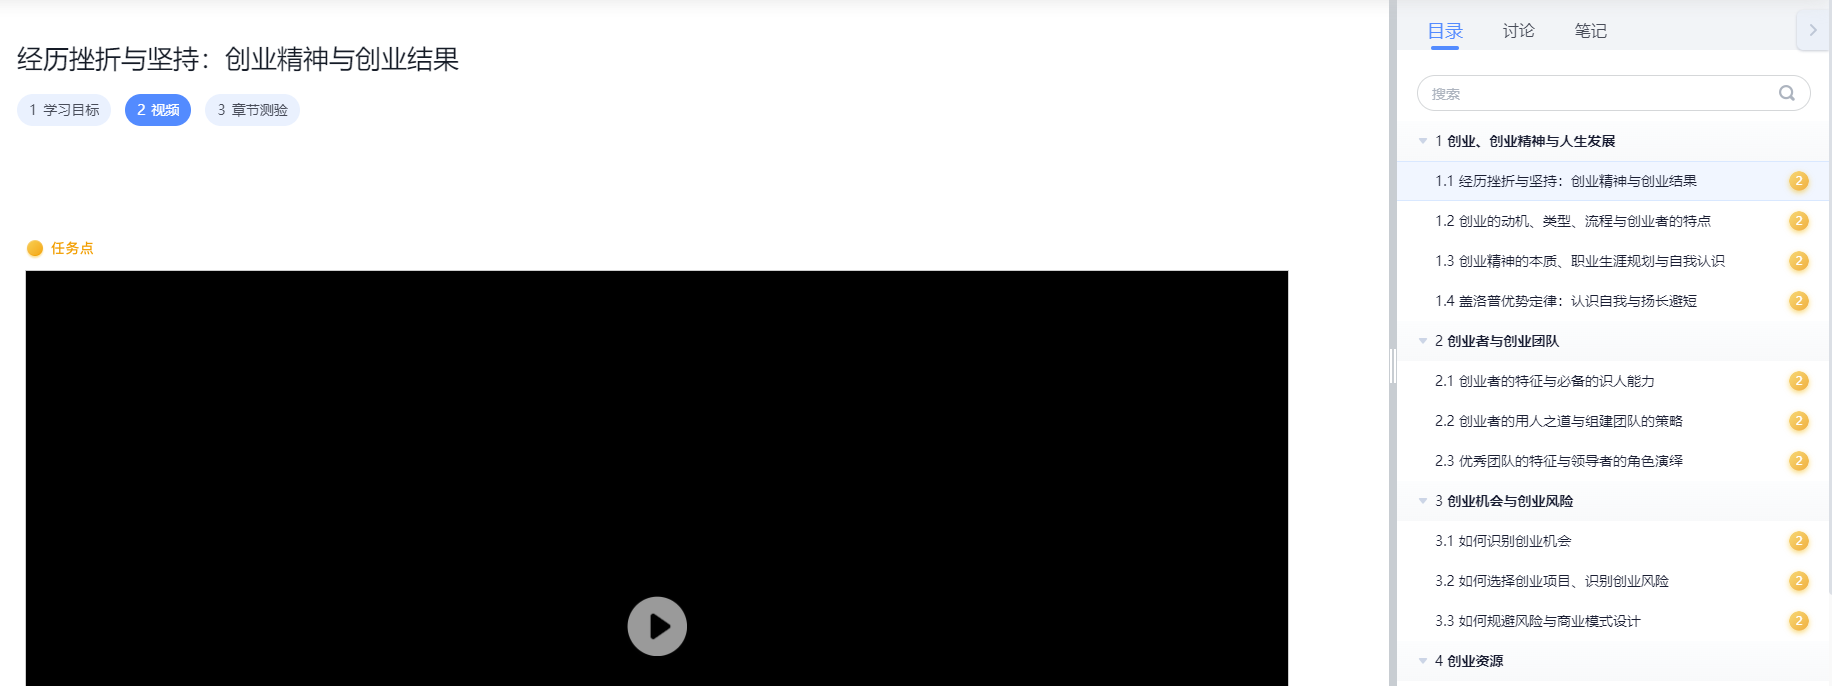 经历挫折与坚持：创业精神与创业结果
1 学习目标
2 视频
3 章节测验
任务点
目录
讨论
笔记
搜索
1 创业、创业精神与人生发展
1.1 经历挫折与坚持：创业精神与创业结果 2
1.2 创业的动机、类型、流程与创业者的特点 2
1.3 创业精神的本质、职业生涯规划与自我认识 2
1.4 盖洛普优势定律：认识自我与扬长避短 2
2 创业者与创业团队
2.1 创业者的特征与必备的识人能力 2
2.2 创业者的用人之道与组建团队的策略 2
2.3 优秀团队的特征与领导者的角色演绎 2
3 创业机会与创业风险
3.1 如何识别创业机会 2
3.2 如何选择创业项目、识别创业风险 2
3.3 如何规避风险与商业模式设计 2
4 创业资源